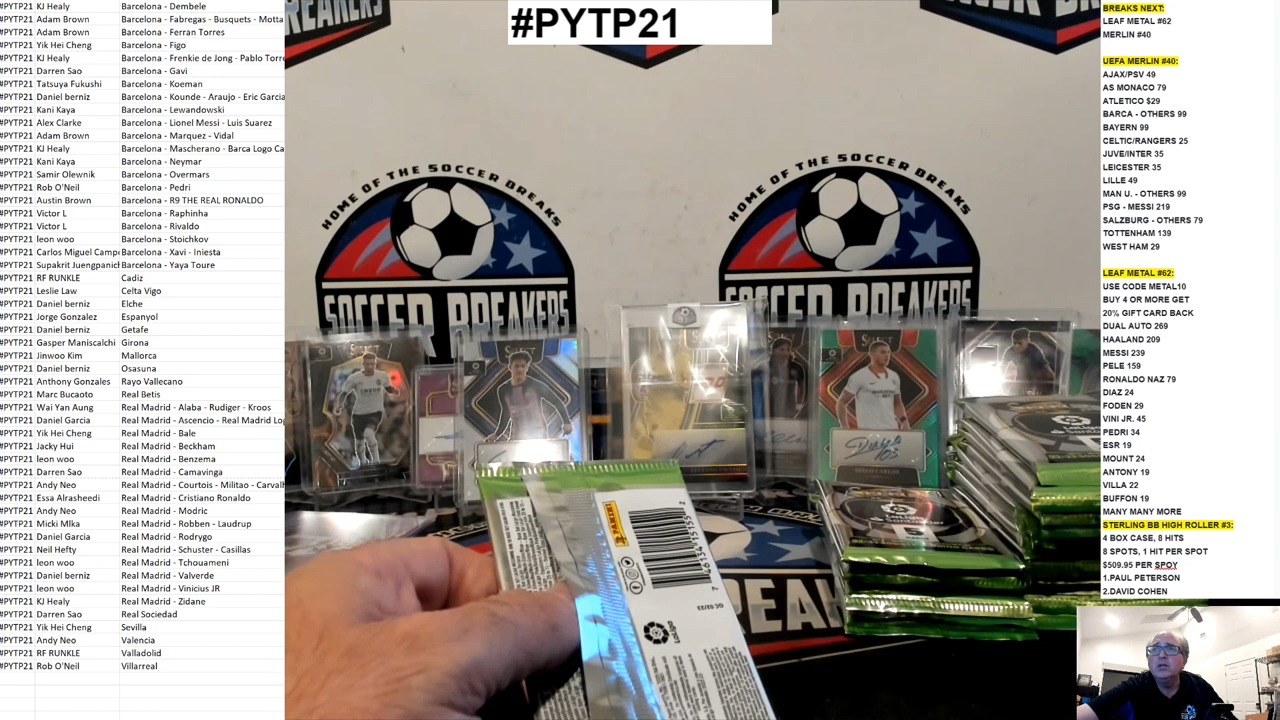 #PYTP21
#PYTP21 KJ Healy Barcelona - Dembele
#PYTP21 Adam Brown Barcelona - Fabregas - Busquets - Motta
#PYTP21 Adam Brown Barcelona - Ferran Torres
#PYTP21 Yik Hei Cheng Barcelona - Figo
#PYTP21 KJ Healy Barcelona - Frenkie de Jong - Pablo Torre
#PYTP21 Darren Sao Barcelona - Gavi
#PYTP21 Tatsuya Fukushi Barcelona - Koeman
#PYTP21 Daniel berniz Barcelona - Kounde - Araujo - Eric Garcia
#PYTP21 Kani Kaya Barcelona - Lewandowski
#PYTP21 Alex Clarke Barcelona - Lionel Messi - Luis Suarez
#PYTP21 Adam Brown Barcelona - Marquez - Vidal
#PYTP21 KJ Healy Barcelona - Mascherano - Barca Logo Ca
#PYTP21 Kani Kaya Barcelona - Neymar
#PYTP21 Samir Olewnik Barcelona - Overmars
#PYTP21 Rob O'Neil Barcelona - Pedri
#PYTP21 Austin Brown Barcelona - R9 THE REAL RONALDO
#PYTP21 Victor L Barcelona - Raphinha
#PYTP21 Victor L Barcelona - Rivaldo
#PYTP21 leon woo Barcelona - Stoichkov
#PYTP21 Carlos Miguel Camp Barcelona - Xavi - Iniesta
#PYTP21 Supakrit Juengpanich Barcelona - Yaya Toure
#PYTP21 RF RUNKLE Cadiz
#PYTP21 Leslie Law Celta Vigo
#PYTP21 Daniel berniz Elche
#PYTP21 Jorge Gonzalez Espanyol
#PYTP21 Daniel berniz Getafe
#PYTP21 Gasper Maniscalchi Girona
#PYTP21 Jinwoo Kim Mallorca
#PYTP21 Daniel berniz Osasuna
#PYTP21 Anthony Gonzales Rayo Vallecano
#PYTP21 Marc Bucaoto Real Betis
#PYTP21 Wai Yan Aung Real Madrid - Alaba - Rudiger - Kroos
#PYTP21 Daniel Garcia Real Madrid - Ascencio - Real Madrid Log
#PYTP21 Yik Hei Cheng Real Madrid - Bale
#PYTP21 Jacky Hui Real Madrid - Beckham
#PYTP21 leon woo Real Madrid - Benzema
#PYTP21 Darren Sao Real Madrid - Camavinga
#PYTP21 Andy Neo Real Madrid - Courtois - Militao - Carval
#PYTP21 Essa Alrasheedi Real Madrid - Cristiano Ronaldo
#PYTP21 Andy Neo Real Madrid - Modric
#PYTP21 Micki Mlka Real Madrid - Robben - Laudrup
#PYTP21 Daniel Garcia Real Madrid - Rodrygo
#PYTP21 Neil Hefty Real Madrid - Schuster - Casillas
#PYTP21 leon woo Real Madrid - Tchouameni
#PYTP21 Daniel berniz Real Madrid - Valverde
#PYTP21 leon woo Real Madrid - Vinicius JR
#PYTP21 KJ Healy Real Madrid - Zidane
#PYTP21 Darren Sao Real Sociedad
#PYTP21 Yik Hei Cheng Sevilla
#PYTP21 Andy Neo Valencia
#PYTP21 RF RUNKLE Valladolid
#PYTP21 Rob O'Neil Villarreal
BREAKERS
HOME OF THE SOCCER BREAKS
SOCCER BREAKERS
HOME OF THE SOCCER BREAKS
SOCCER BREAKERS
SELECT
DIEGO CARLOS
LaLiga
Santander
PANINI
LaLiga
BREAKS NEXT:
LEAF METAL #62
MERLIN #40
UEFA MERLIN #40:
AJAX/PSV 49
AS MONACO 79
ATLETICO $29
BARCA - OTHERS 99
BAYERN 99
CELTIC/RANGERS 25
JUVE/INTER 35
LEICESTER 35
LILLE 49
MAN U. - OTHERS 99
PSG - MESSI 219
SALZBURG - OTHERS 79
TOTTENHAM 139
WEST HAM 29
LEAF METAL #62:
USE CODE METAL10
BUY 4 OR MORE GET
20% GIFT CARD BACK
DUAL AUTO 269
HAALAND 209
MESSI 239
PELE 159
RONALDO NAZ 79
DIAZ 24
FODEN 29
VINI JR. 45
PEDRI 34
ESR 19
MOUNT 24
ANTONY 19
VILLA 22
BUFFON 19
MANY MANY MORE
STERLING BB HIGH ROLLER #3:
4 BOX CASE, 8 HITS
8 SPOTS, 1 HIT PER SPOT
$509.95 PER SPOY
1.PAUL PETERSON
2.DAVID COHEN